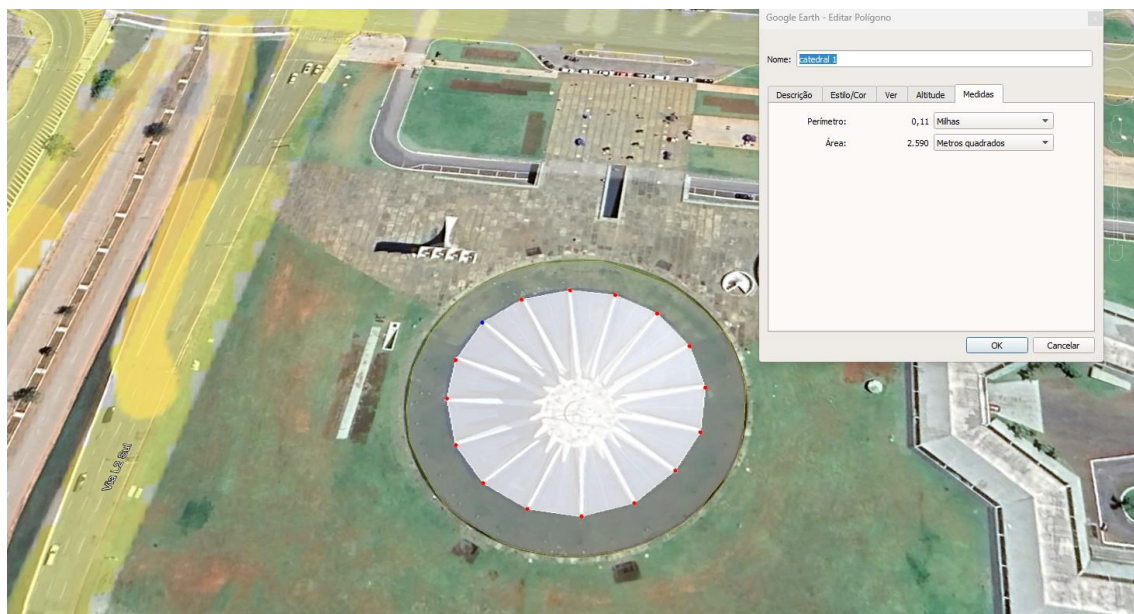 Google Earth - Editar Polígono
Nome: catedral 1
Descrição Estilo/Cor Ver Altitude Medidas
Perímetro: 0,11 Milhas
Área: 2.590 Metros quadrados
OK Cancelar
Via L2 Sul